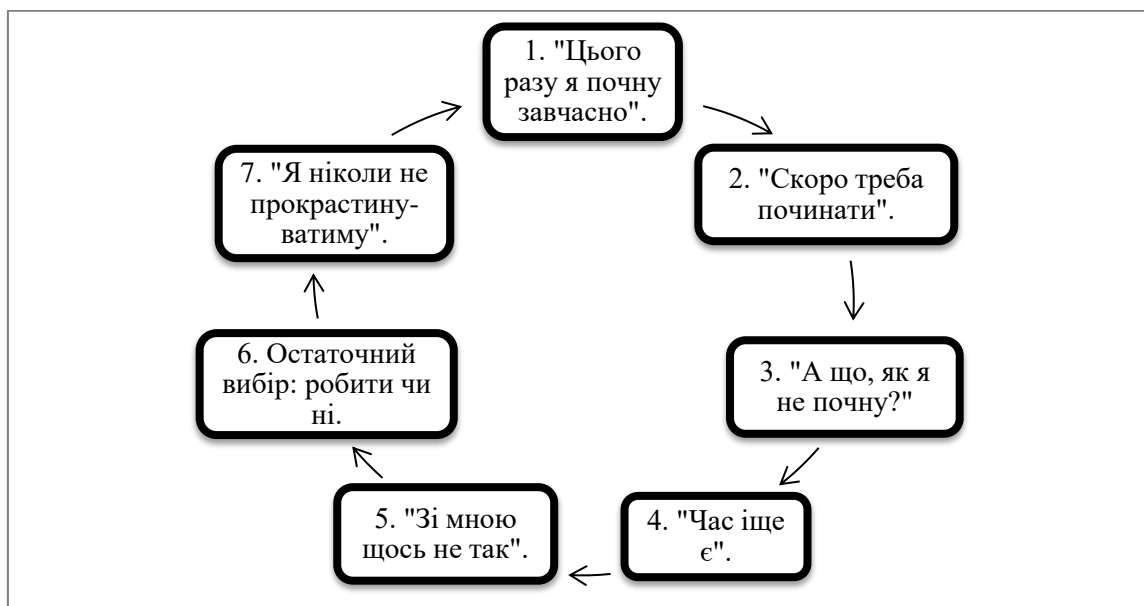 1. "Цього
разу я почну
завчасно".
2. "Скоро треба
починати".
3. "А що, як я
не почну?"
4. "Час іще
є".
5. "Зі мною
щось не так".
6. Остаточний
вибір: робити чи
ні.
7. "Я ніколи не
прокрастину-
ватиму".